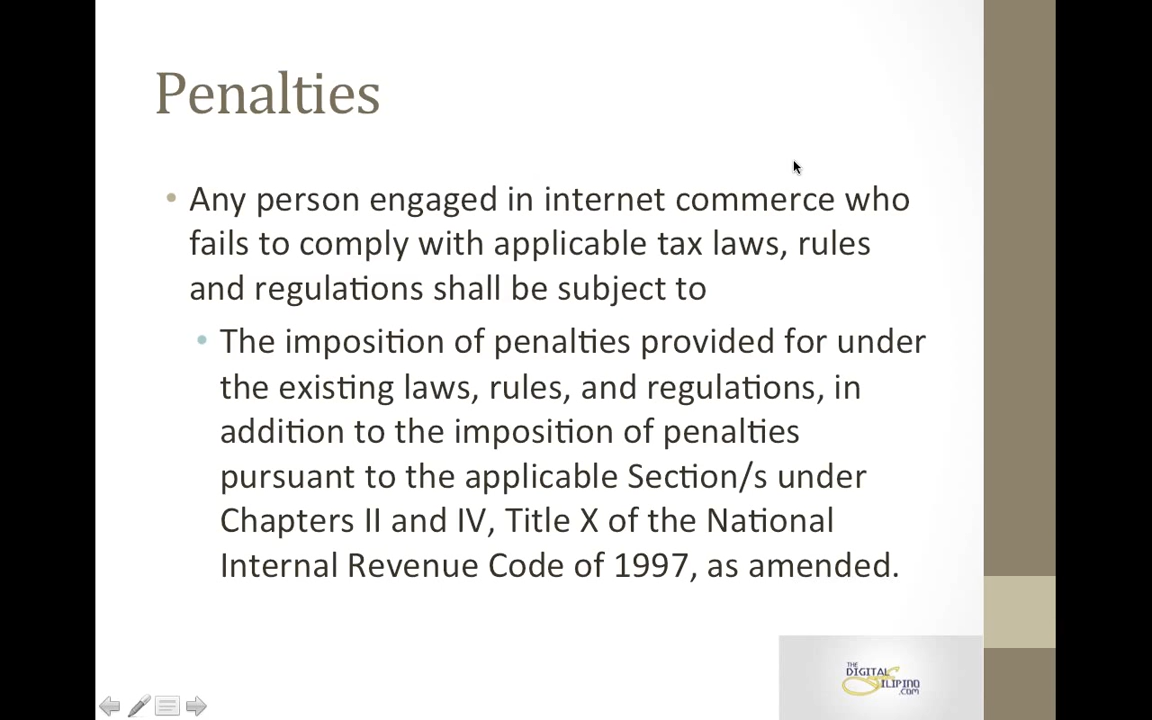 Penalties
• Any person engaged in internet commerce who
fails to comply with applicable tax laws, rules
and regulations shall be subject to
• The imposition of penalties provided for under
the existing laws, rules, and regulations, in
addition to the imposition of penalties
pursuant to the applicable Section/s under
Chapters II and IV, Title X of the National
Internal Revenue Code of 1997, as amended.
THE
DIGITAL
FILIPINO
.COM